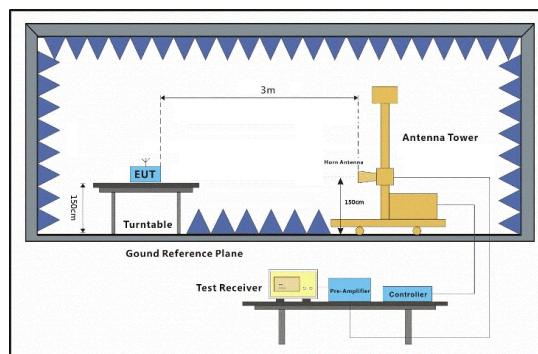 3m
Antenna Tower
Horn Antenna
EUT
150cm
150cm
Turntable
Gound Reference Plane
Test Receiver
Pre-Amplifier
Controller